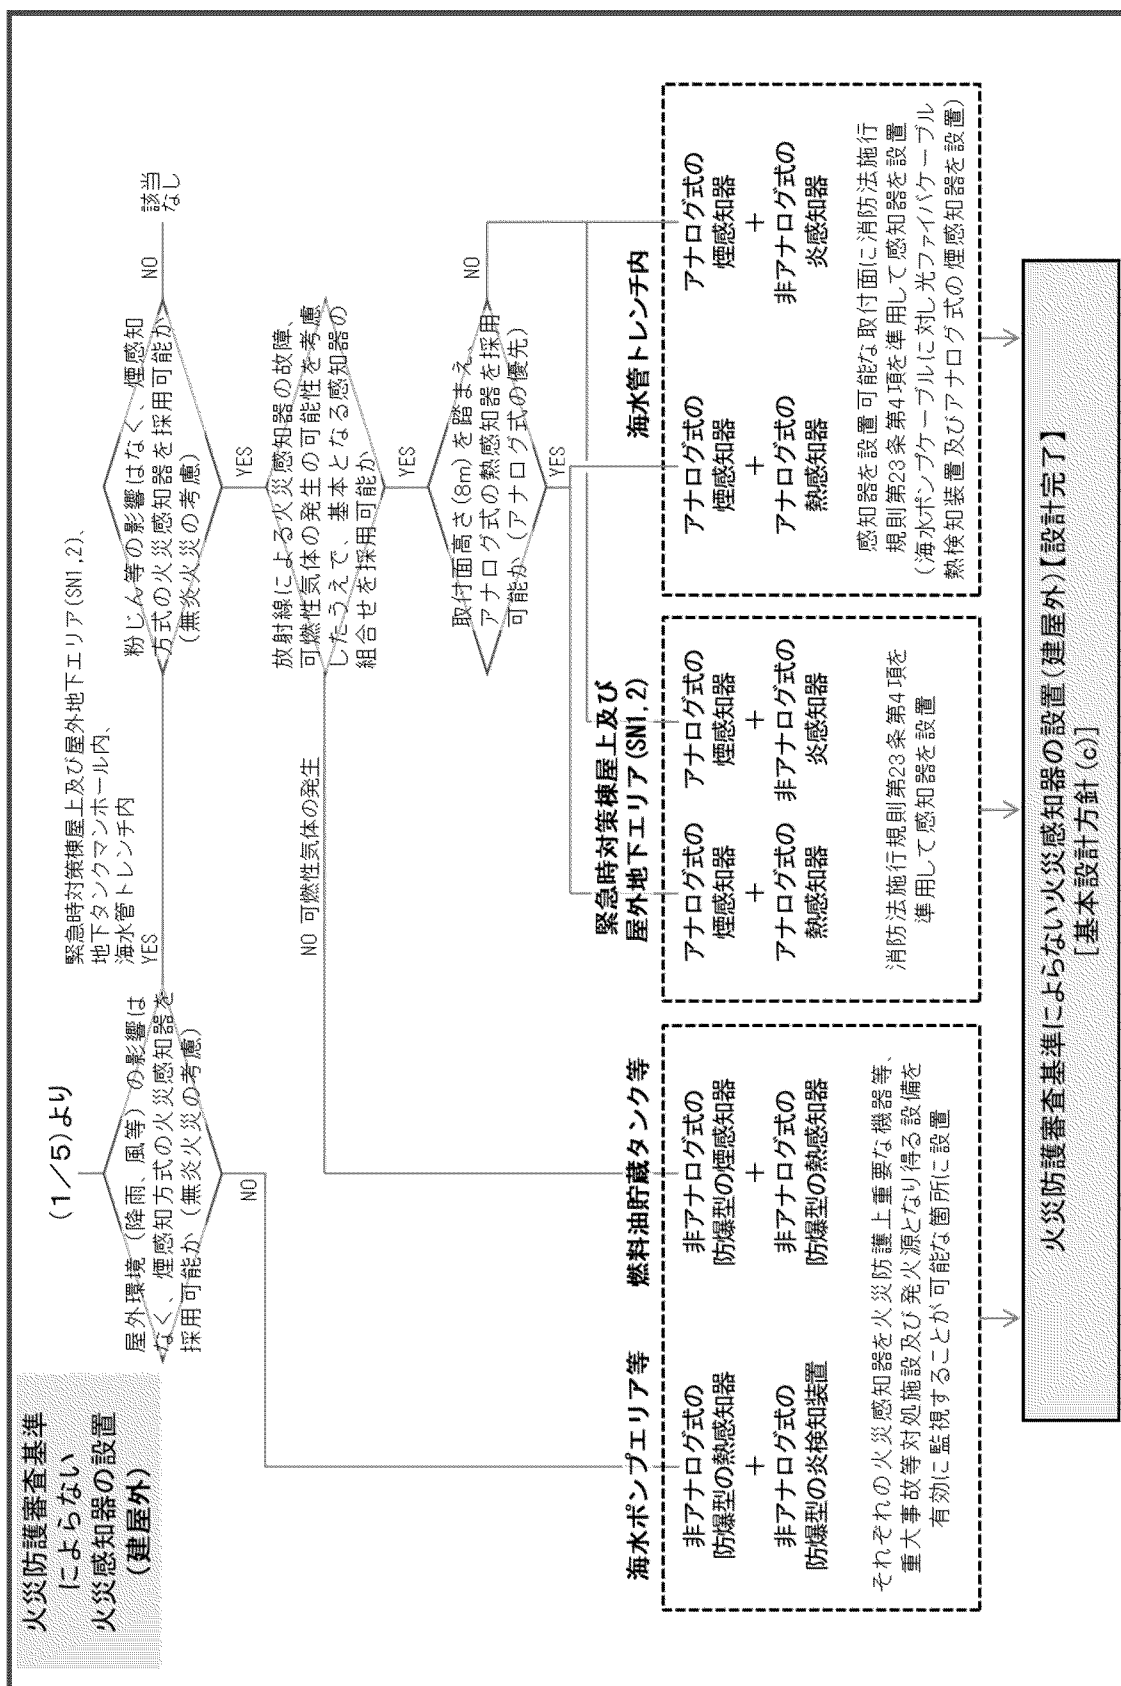 火災防護審査基準
によらない
火災感知器の設置
(建屋外)
(1/5)より
屋外環境(降雨、風等)の影響は
なく、煙感知方式の火災感知器を
採用可能か(無炎火災の考慮)
NO
YES
緊急時対策棟屋上及び屋外地下エリア(SN1,2)、
地下タンクマンホール内、
海水管トレンチ内
粉じん等の影響はなく、煙感知
方式の火災感知器を採用可能か
(無炎火災の考慮)
NO
該当
なし
YES
放射線による火災感知器の故障、
可燃性気体の発生の可能性を考慮
したうえで、基本となる感知器の
組合せを採用可能か
NO 可燃性気体の発生
YES
取付面高さ(8m)を踏まえ、
アナログ式の熱感知器を採用
可能か(アナログ式の優先)
NO
YES
海水ポンプエリア等
非アナログ式の
防爆型の熱感知器
+
非アナログ式の
防爆型の炎検知装置
燃料油貯蔵タンク等
非アナログ式の
防爆型の煙感知器
+
非アナログ式の
防爆型の熱感知器
それぞれの火災感知器を火災防護上重要な機器等、
重大事故等対処施設及び発火源となり得る設備を
有効に監視することが可能な箇所に設置
緊急時対策棟屋上及び
屋外地下エリア(SN1,2)
アナログ式の
煙感知器
+
アナログ式の
熱感知器
アナログ式の
煙感知器
+
非アナログ式の
炎感知器
消防法施行規則第23条第4項を
準用して感知器を設置
海水管トレンチ内
アナログ式の
煙感知器
+
アナログ式の
熱感知器
アナログ式の
煙感知器
+
非アナログ式の
炎感知器
感知器を設置可能な取付面に消防法施行
規則第23条第4項を準用して感知器を設置
(海水ポンプケーブルに対し光ファイバケーブル
熱検知装置及びアナログ式の煙感知器を設置)
火災防護審査基準によらない火災感知器の設置(建屋外)【設計完了】
[基本設計方針(c)]